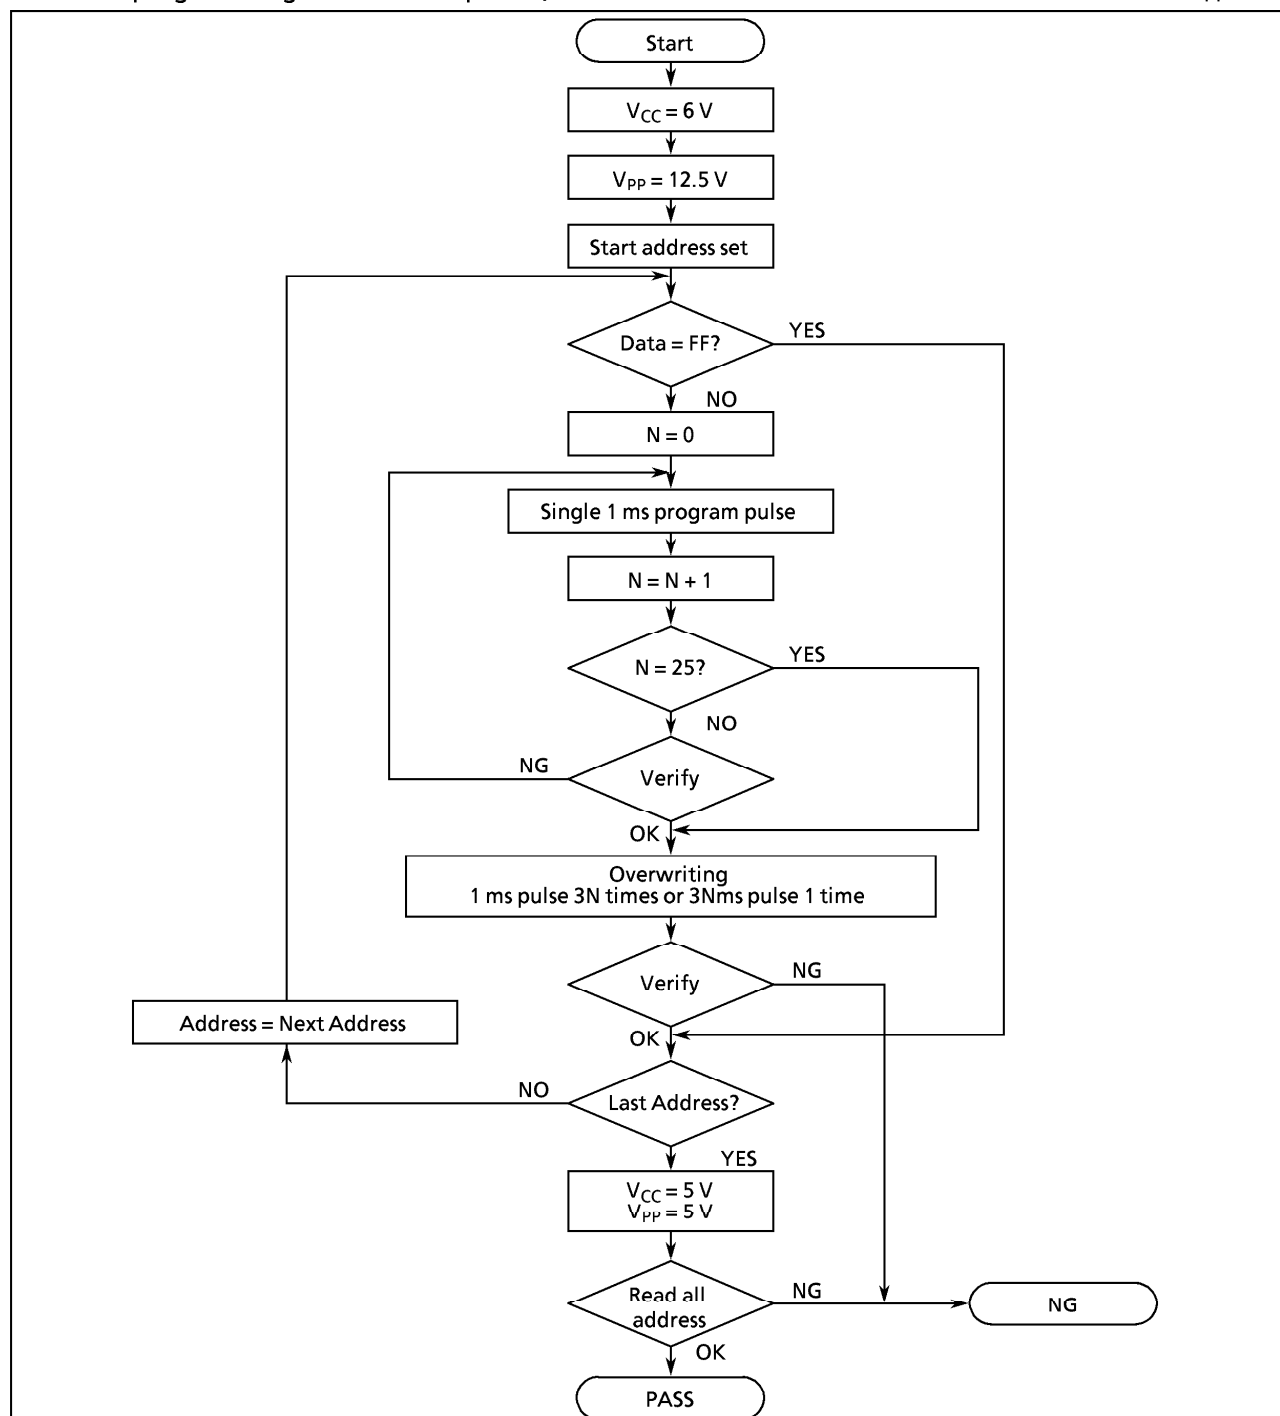 Start
VCC = 6 V
VPP = 12.5 V
Start address set
Data = FF?
YES
NO
N = 0
Single 1 ms program pulse
N = N + 1
N = 25?
YES
NO
NG
Verify
OK
Overwriting
1 ms pulse 3N times or 3Nms pulse 1 time
Verify
NG
Address = Next Address
OK
NO
Last Address?
YES
VCC = 5 V
VPP = 5 V
Read all
address
NG
NG
OK
PASS